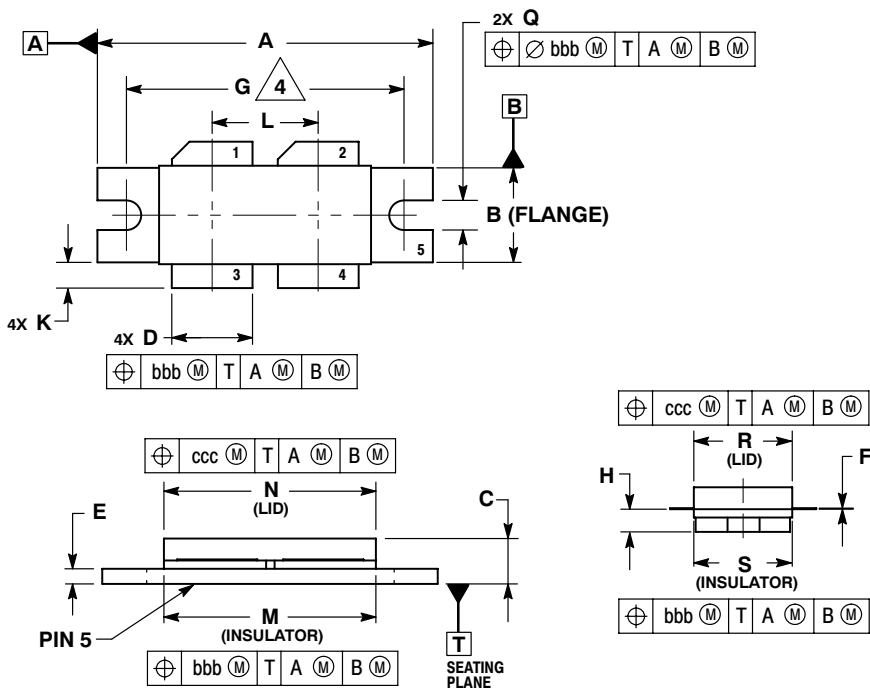 2X Q
A
A
⌖ ∅ bbb Ⓜ T A Ⓜ B Ⓜ
G 4
B
L
1
2
B (FLANGE)
5
3
4
4X K
4X D
⌖ bbb Ⓜ T A Ⓜ B Ⓜ
⌖ ccc Ⓜ T A Ⓜ B Ⓜ
⌖ ccc Ⓜ T A Ⓜ B Ⓜ
R
(LID)
F
H
N
(LID)
C
E
S
(INSULATOR)
M
(INSULATOR)
PIN 5
T
SEATING
PLANE
⌖ bbb Ⓜ T A Ⓜ B Ⓜ
⌖ bbb Ⓜ T A Ⓜ B Ⓜ